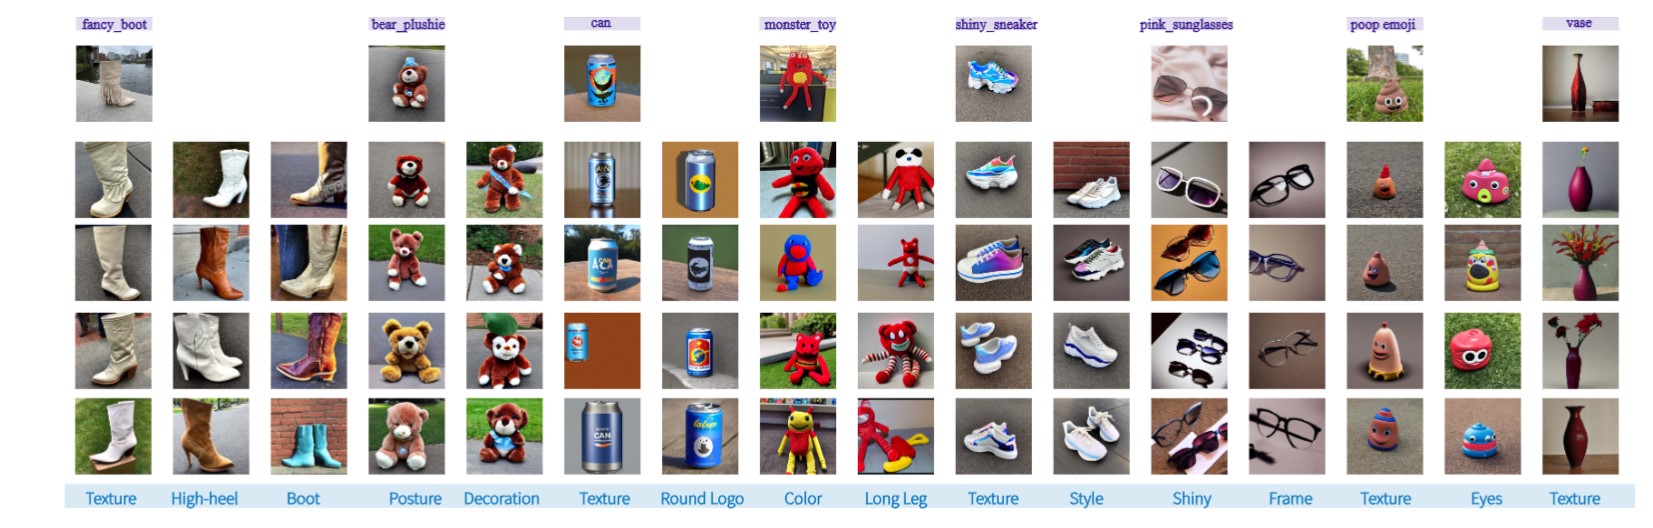 fancy_boot bear_plushie can monster_toy shiny_sneaker pink_sunglasses poop emoji vase
CAN
Texture High-heel Boot Posture Decoration Texture Round Logo Color Long Leg Texture Style Shiny Frame Texture Eyes Texture